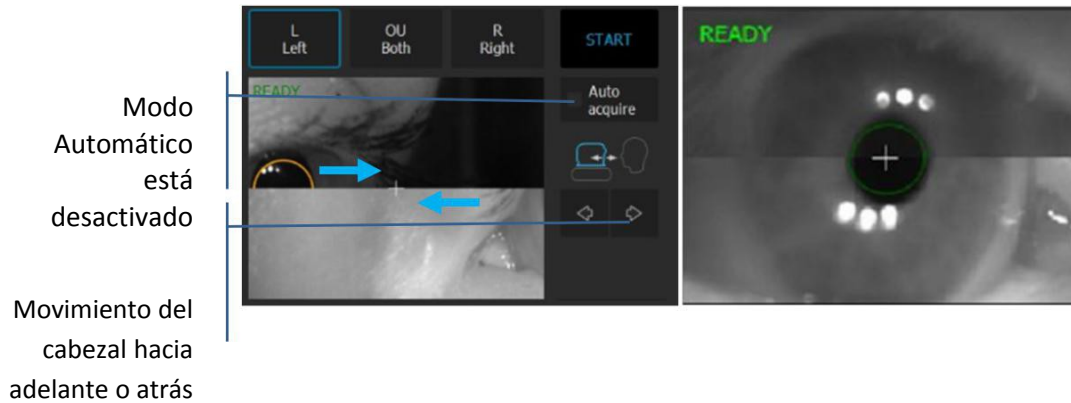 Modo
Automático
está
desactivado
Movimiento del
cabezal hacia
adelante o atrás
L
Left
OU
Both
R
Right
START
READY
Auto
acquire
READY